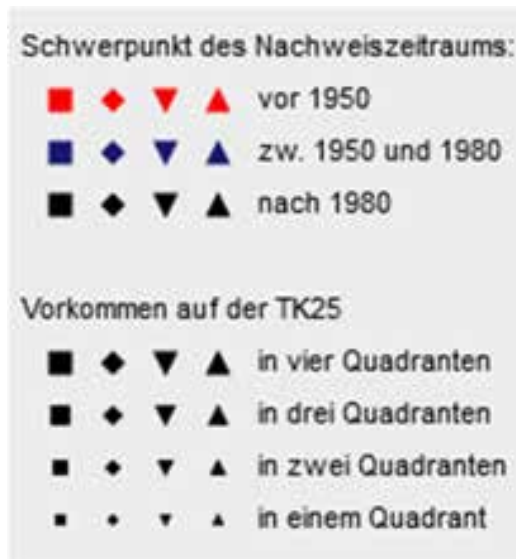 Schwerpunkt des Nachweiszeitraums:
vor 1950
zw. 1950 und 1980
nach 1980
Vorkommen auf der TK25
in vier Quadranten
in drei Quadranten
in zwei Quadranten
in einem Quadrant